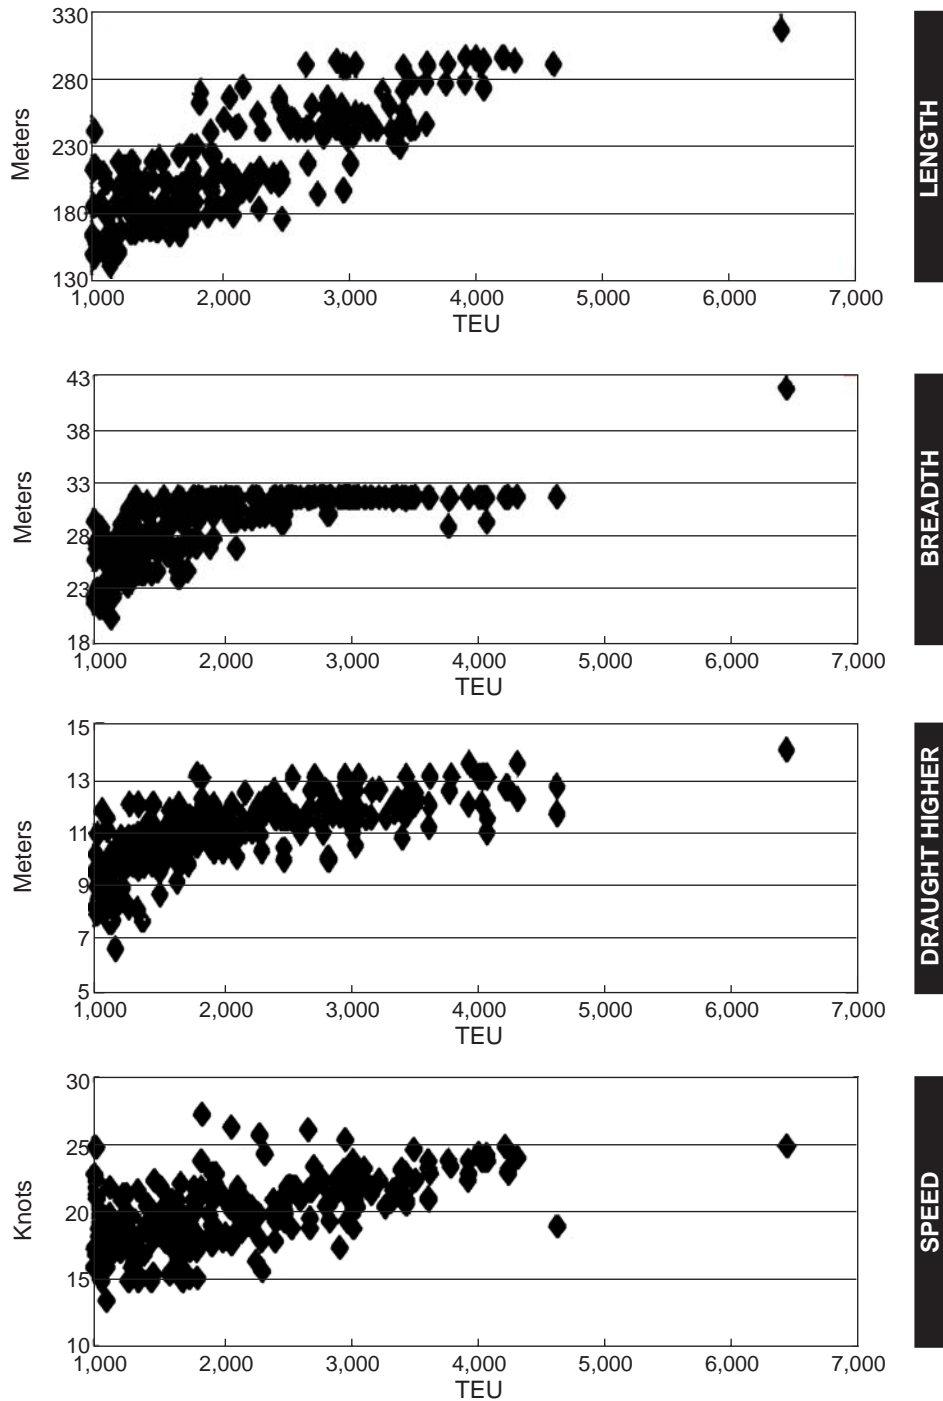 330
280
230
180
130
Meters
1,000 2,000 3,000 4,000 5,000 6,000 7,000
TEU
LENGTH
43
38
33
28
23
18
Meters
1,000 2,000 3,000 4,000 5,000 6,000 7,000
TEU
BREADTH
15
13
11
9
7
5
Meters
1,000 2,000 3,000 4,000 5,000 6,000 7,000
TEU
DRAUGHT HIGHER
30
25
20
15
10
Knots
1,000 2,000 3,000 4,000 5,000 6,000 7,000
TEU
SPEED